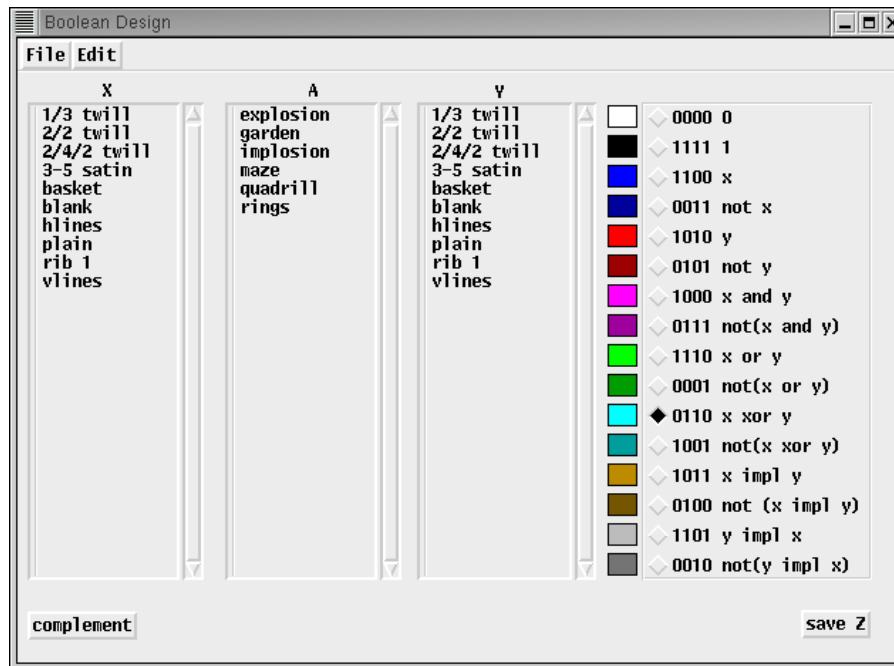 Boolean Design
File Edit
X
1/3 twill
2/2 twill
2/4/2 twill
3-5 satin
basket
blank
hlines
plain
rib 1
vlines
A
explosion
garden
implosion
maze
quadrill
rings
Y
1/3 twill
2/2 twill
2/4/2 twill
3-5 satin
basket
blank
hlines
plain
rib 1
vlines
0000 0
1111 1
1100 x
0011 not x
1010 y
0101 not y
1000 x and y
0111 not(x and y)
1110 x or y
0001 not(x or y)
0110 x xor y
1001 not(x xor y)
1011 x impl y
0100 not (x impl y)
1101 y impl x
0010 not(y impl x)
complement
save Z